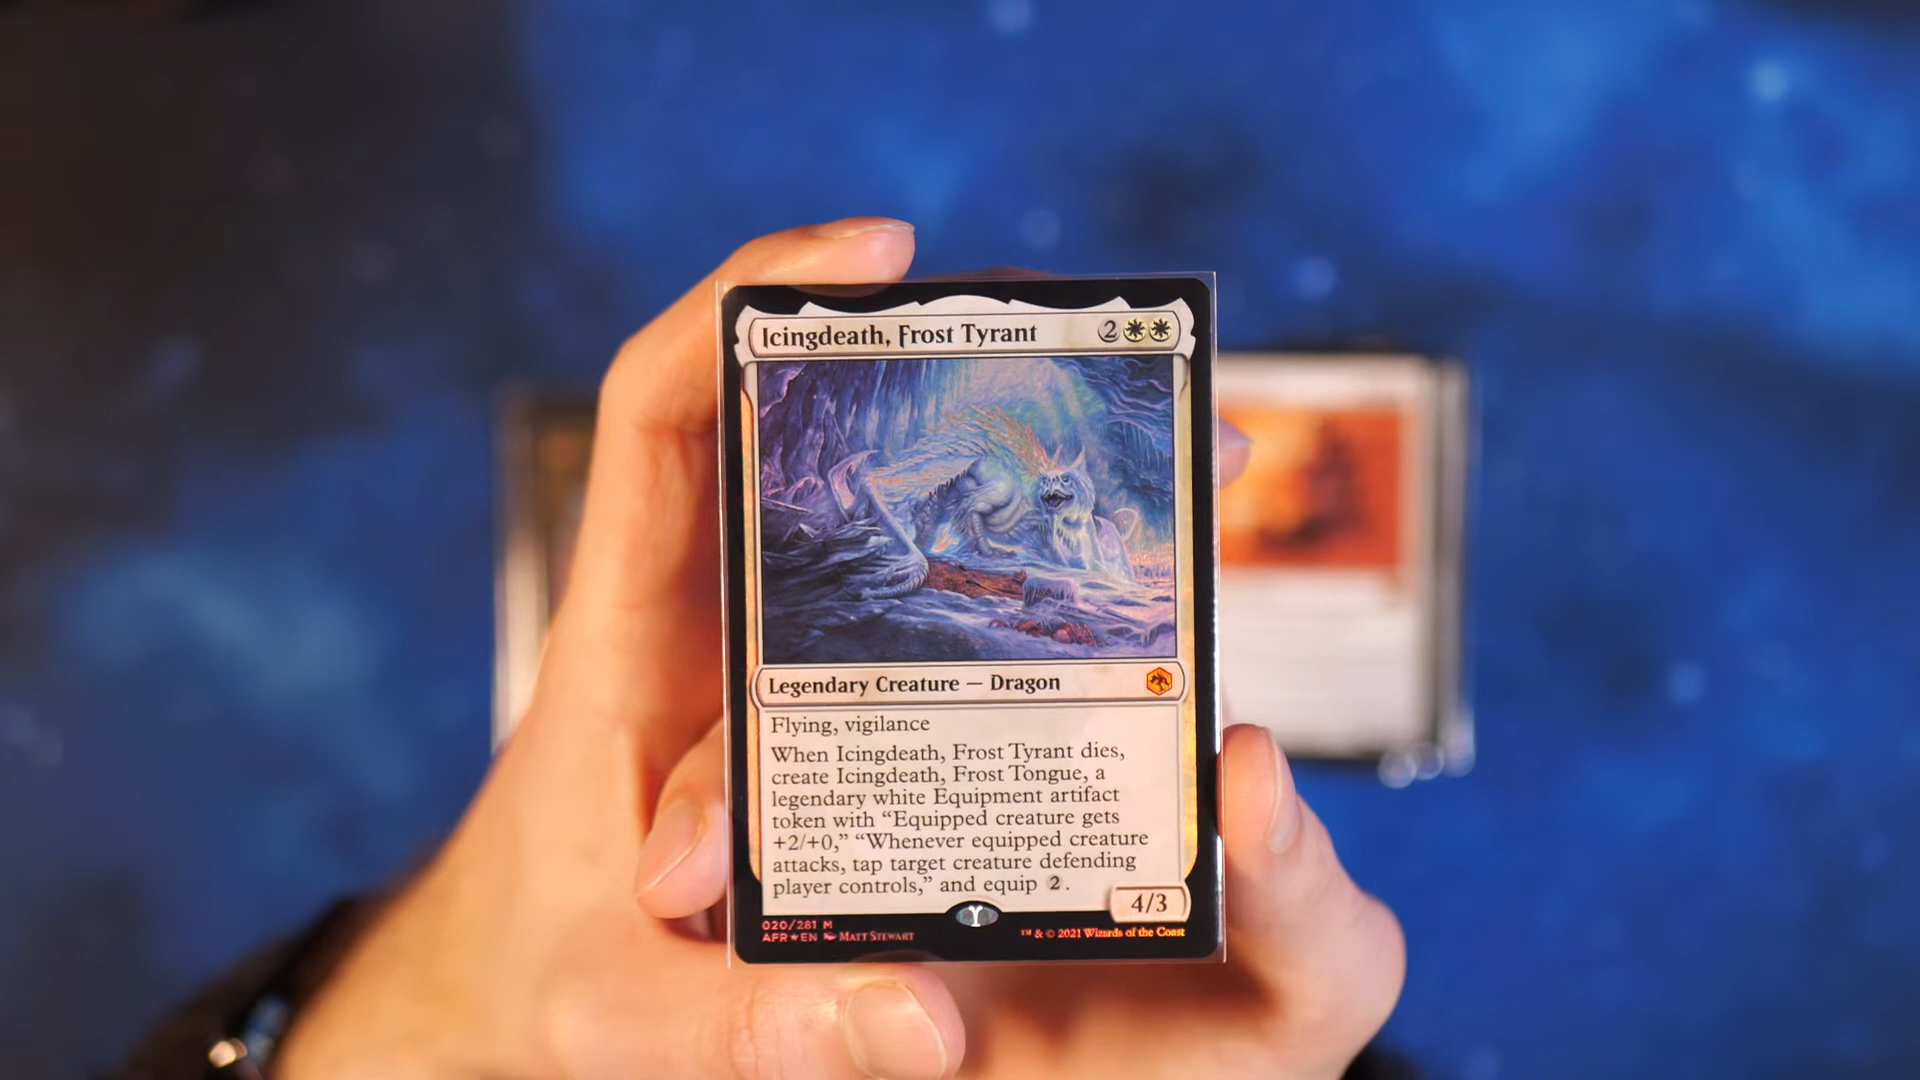 Icingdeath, Frost Tyrant 2
Legendary Creature — Dragon
Flying, vigilance
When Icingdeath, Frost Tyrant dies,
create Icingdeath, Frost Tongue, a
legendary white Equipment artifact
token with “Equipped creature gets
+2/+0,” “Whenever equipped creature
attacks, tap target creature defending
player controls,” and equip 2.
4/3
020/281 M
AFR★EN MATT STEWART
™ & © 2021 Wizards of the Coast